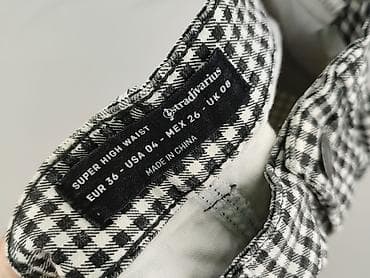 stradivarius
SUPER HIGH WAIST
EUR 36 - USA 04 - MEX 26 - UK 08
MADE IN CHINA